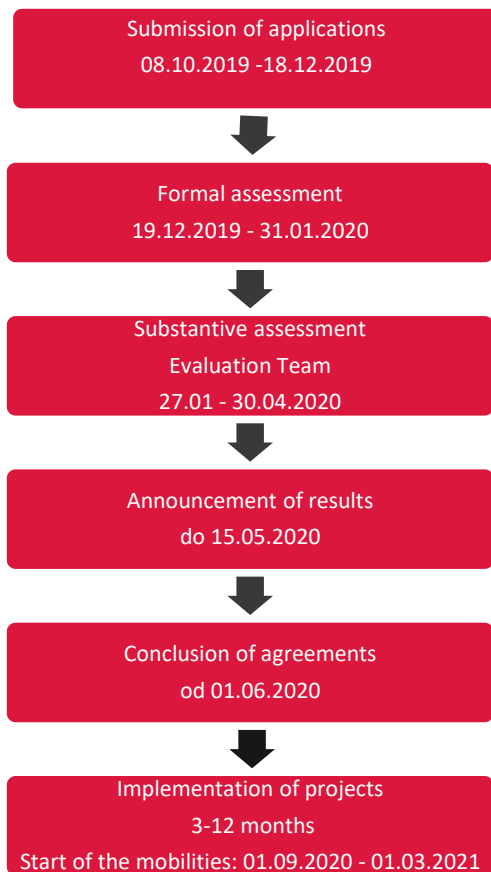 Submission of applications
08.10.2019 -18.12.2019
Formal assessment
19.12.2019 - 31.01.2020
Substantive assessment
Evaluation Team
27.01 - 30.04.2020
Announcement of results
do 15.05.2020
Conclusion of agreements
od 01.06.2020
Implementation of projects
3-12 months
Start of the mobilities: 01.09.2020 - 01.03.2021